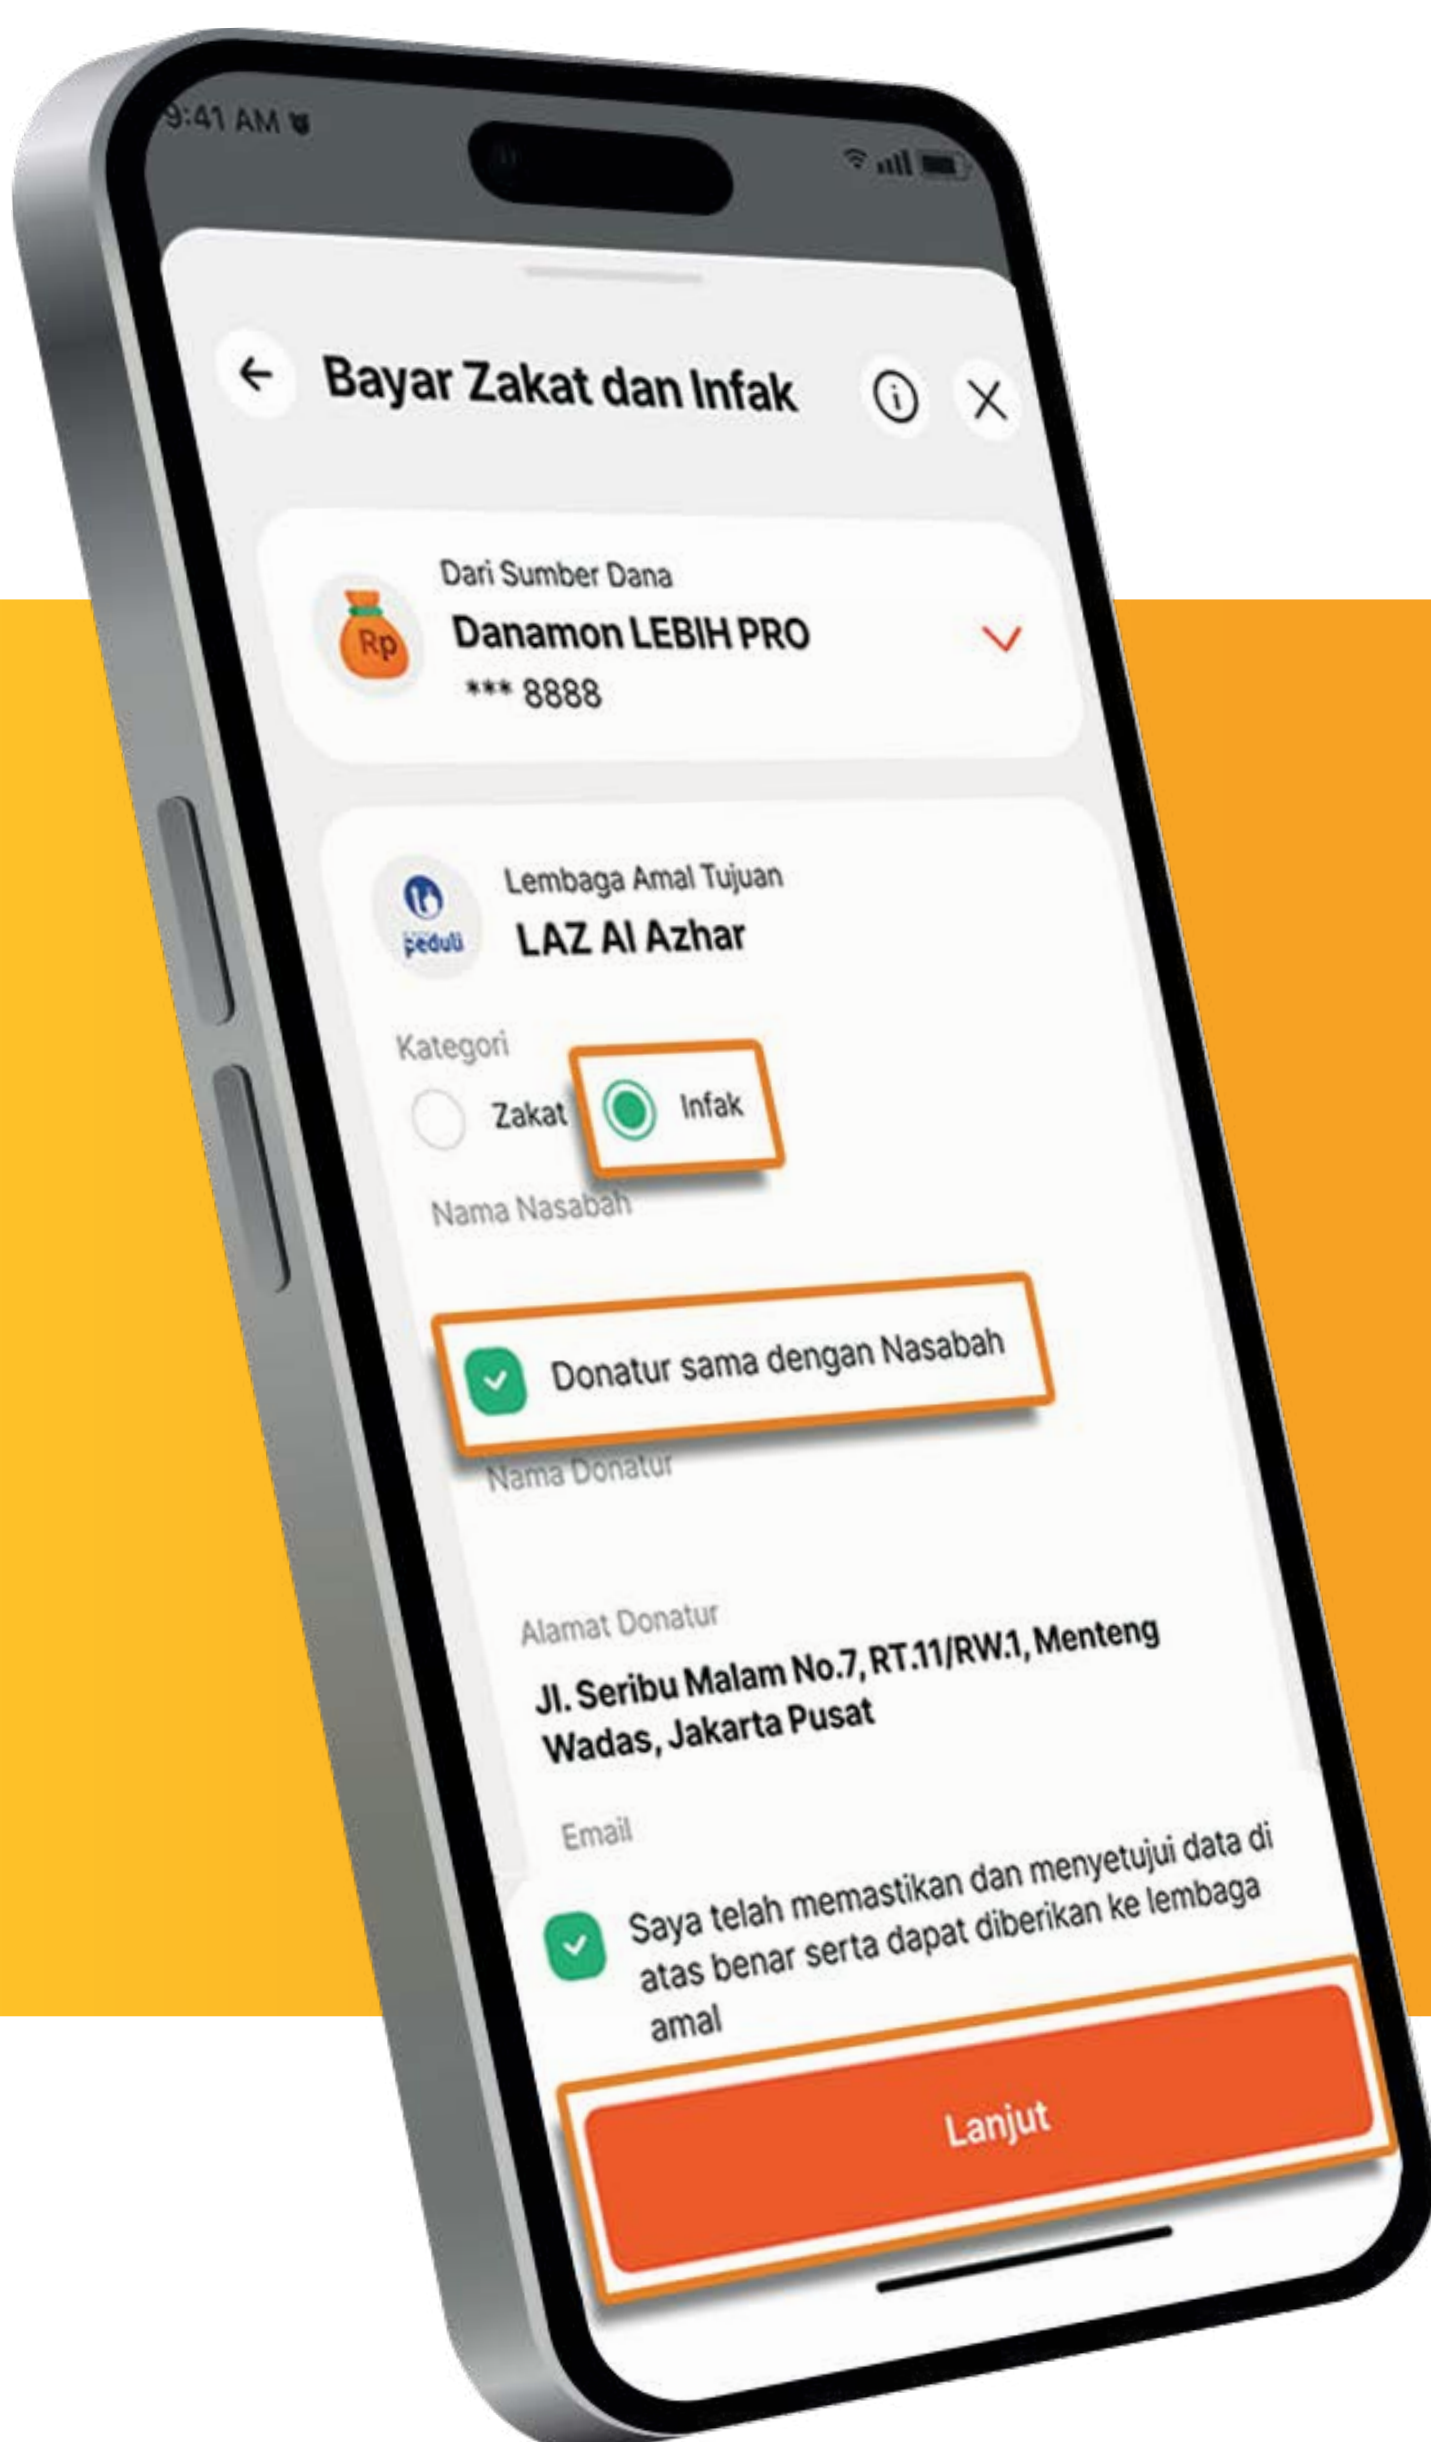 9:41 AM
Bayar Zakat dan Infak
Dari Sumber Dana
Rp
Danamon LEBIH PRO
*** 8888
Lembaga Amal Tujuan
peduli
LAZ Al Azhar
Kategori
Zakat
Infak
Nama Nasabah
Donatur sama dengan Nasabah
Nama Donatur
Alamat Donatur
Jl. Seribu Malam No.7, RT.11/RW.1, Menteng
Wadas, Jakarta Pusat
Email
Saya telah memastikan dan menyetujui data di
atas benar serta dapat diberikan ke lembaga
amal
Lanjut